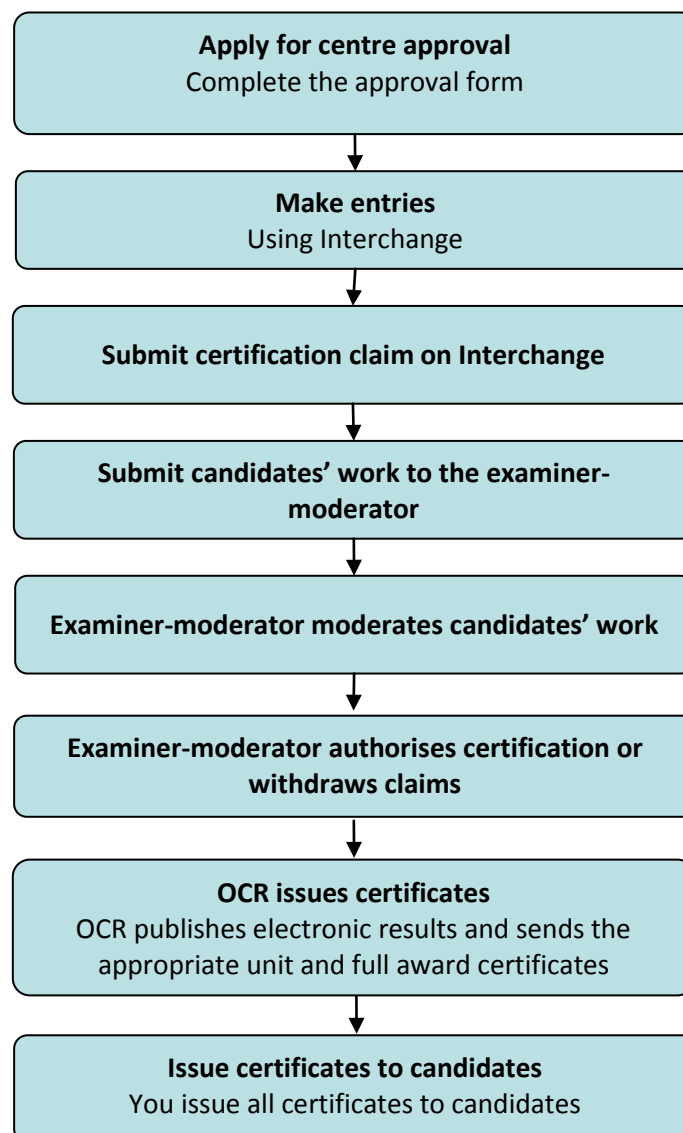 Apply for centre approval
Complete the approval form
Make entries
Using Interchange
Submit certification claim on Interchange
Submit candidates’ work to the examiner-
moderator
Examiner-moderator moderates candidates’ work
Examiner-moderator authorises certification or
withdraws claims
OCR issues certificates
OCR publishes electronic results and sends the
appropriate unit and full award certificates
Issue certificates to candidates
You issue all certificates to candidates